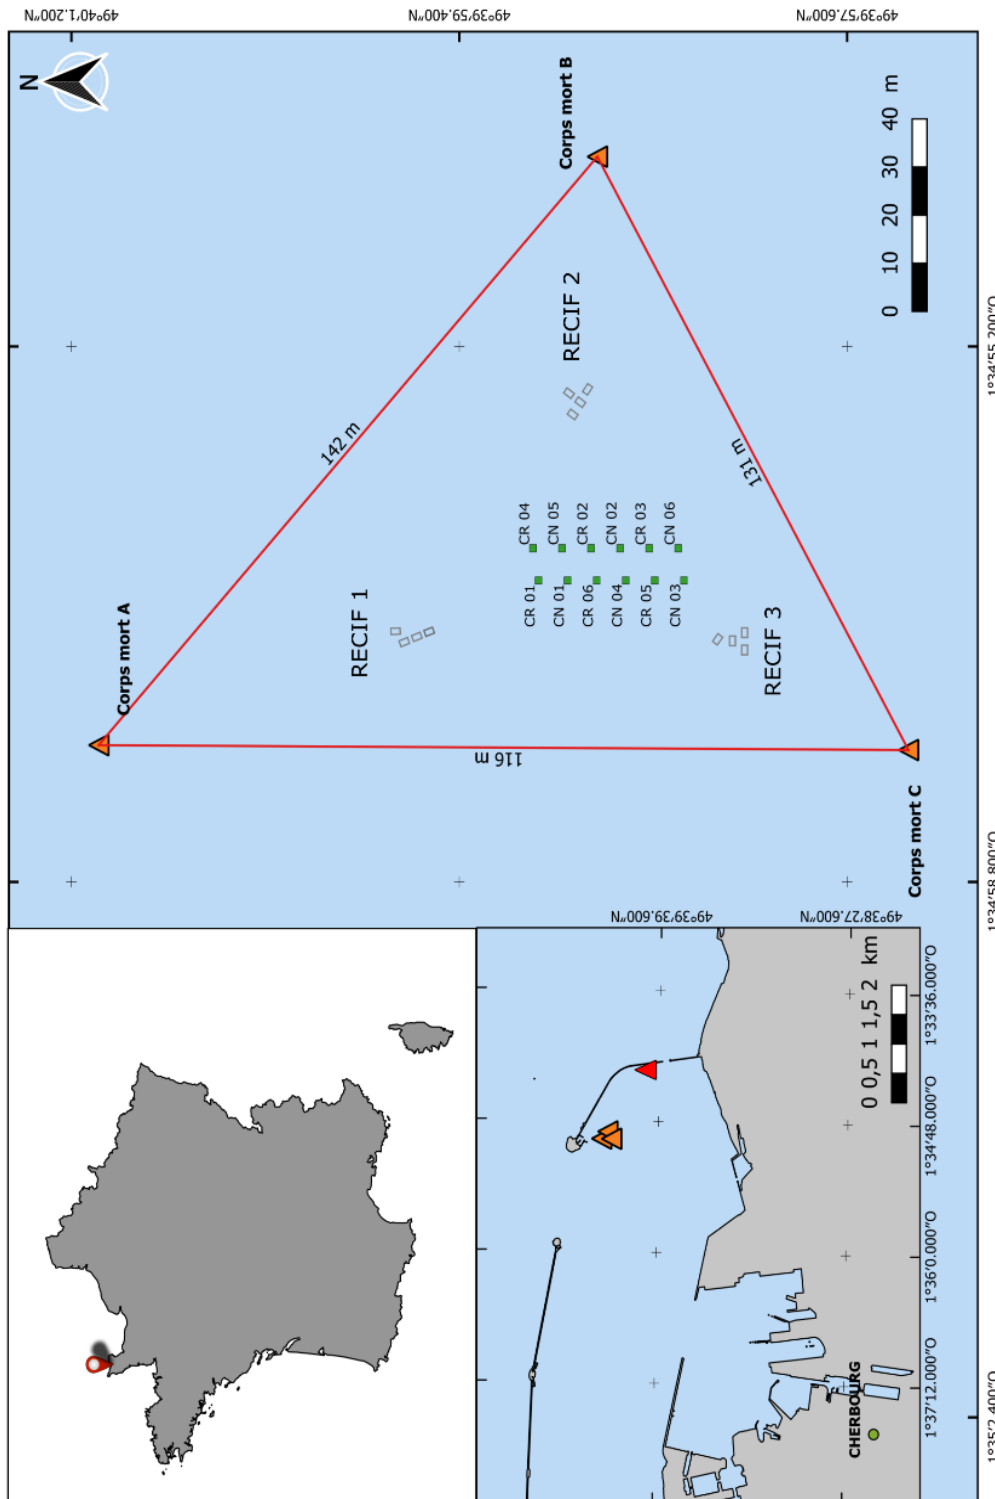 49°40'1.200"N
49°39'59.400"N
49°39'57.600"N
N
Corps mort B
0 10 20 30 40 m
RECIF 2
1°34'55.200"O
142 m
131 m
CR 04
CN 05
CR 02
CN 02
CR 03
CN 06
CR 01
CN 01
CR 06
CN 04
CR 05
CN 03
RECIF 1
RECIF 3
Corps mort A
116 m
Corps mort C
1°34'58.800"O
49°39'39.600"N
49°38'27.600"N
0 0,5 1 1,5 2 km
1°33'36.000"O
1°34'48.000"O
1°36'0.000"O
1°37'12.000"O
CHERBOURG
1°35'2.400"O